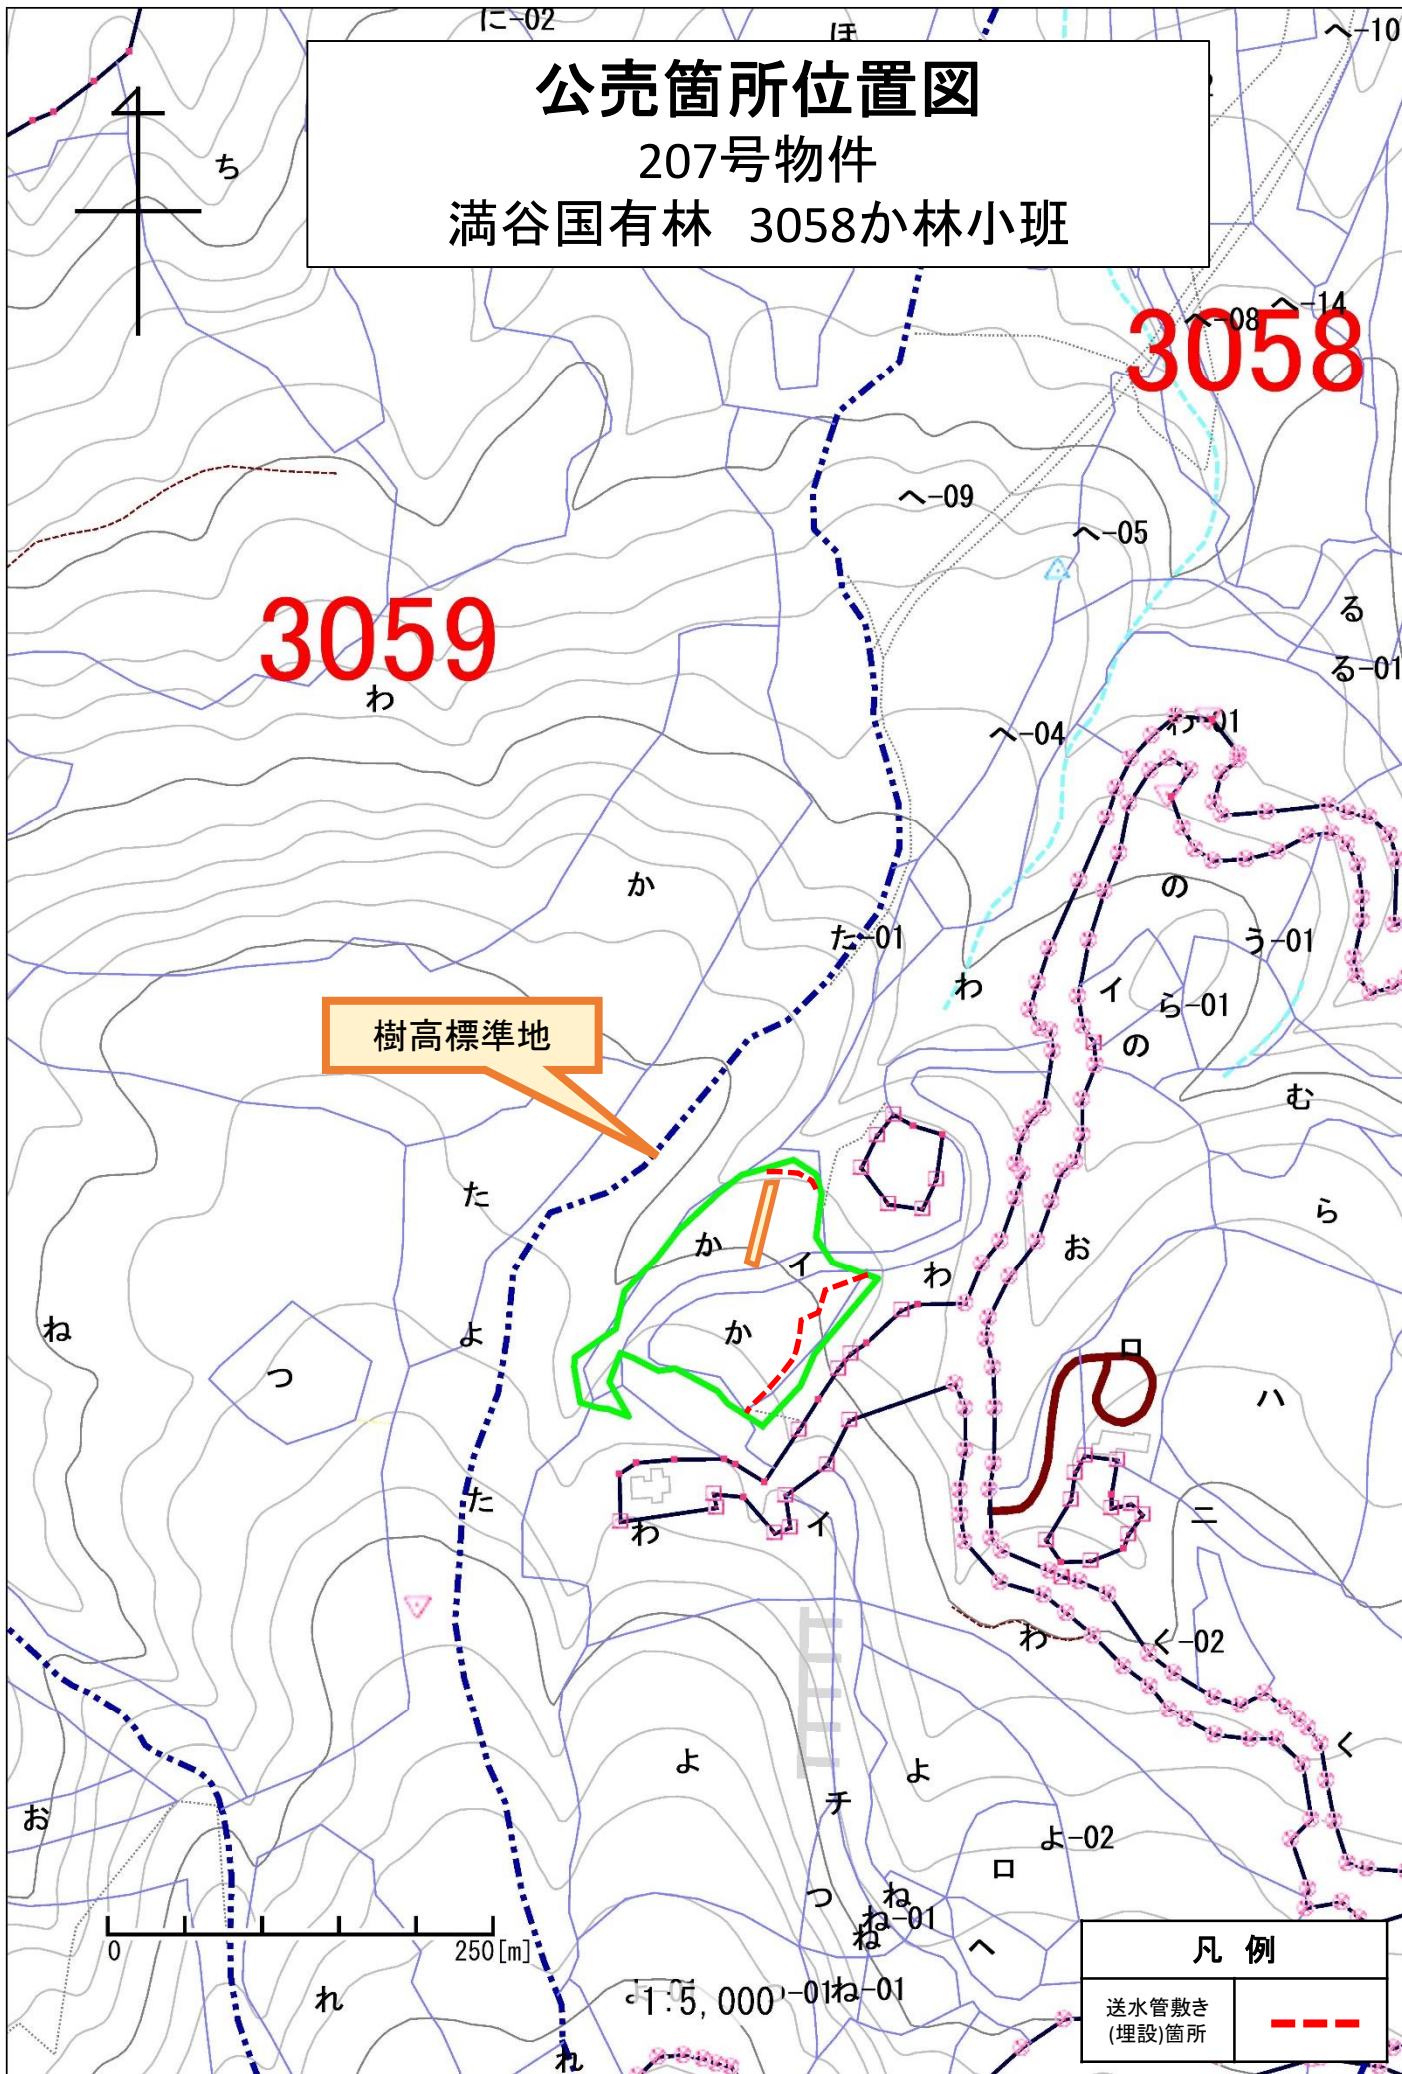 に-02
ほ
へ-10
公売箇所位置図
207号物件
満谷国有林 3058か林小班
ち
へ-14
へ-08
3058
へ-09
へ-05
る
3059
る-01
わ
わ-01
へ-04
か
の
た-01
う-01
わ
イ
ら-01
樹高標準地
の
む
た
ら
か
イ
お
わ
ね
よ
か
ロ
つ
ハ
た
わ
イ
ニ
わ
く-02
く
よ
よ
チ
お
よ-02
ロ
つ
ね
ね-01
ね
へ
0
250[m]
凡 例
1:5,000
-01
ね-01
れ
送水管敷き
(埋設)箇所
れ